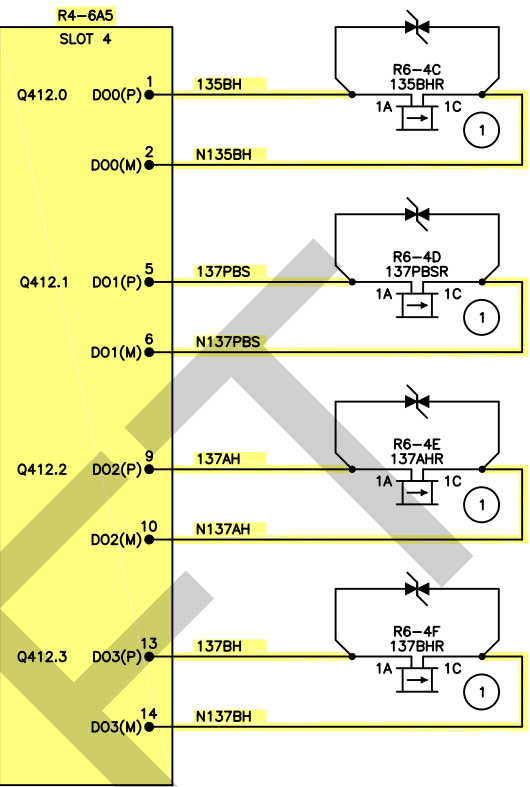 R4-6A5
SLOT 4
Q412.0 DO0(P) 1 135BH R6-4C
135BHR
1A 1C 1
DO0(M) 2 N135BH
Q412.1 DO1(P) 5 137PBS R6-4D
137PBSR
1A 1C 1
DO1(M) 6 N137PBS
Q412.2 DO2(P) 9 137AH R6-4E
137AHR
1A 1C 1
DO2(M) 10 N137AH
Q412.3 DO3(P) 13 137BH R6-4F
137BHR
1A 1C 1
DO3(M) 14 N137BH